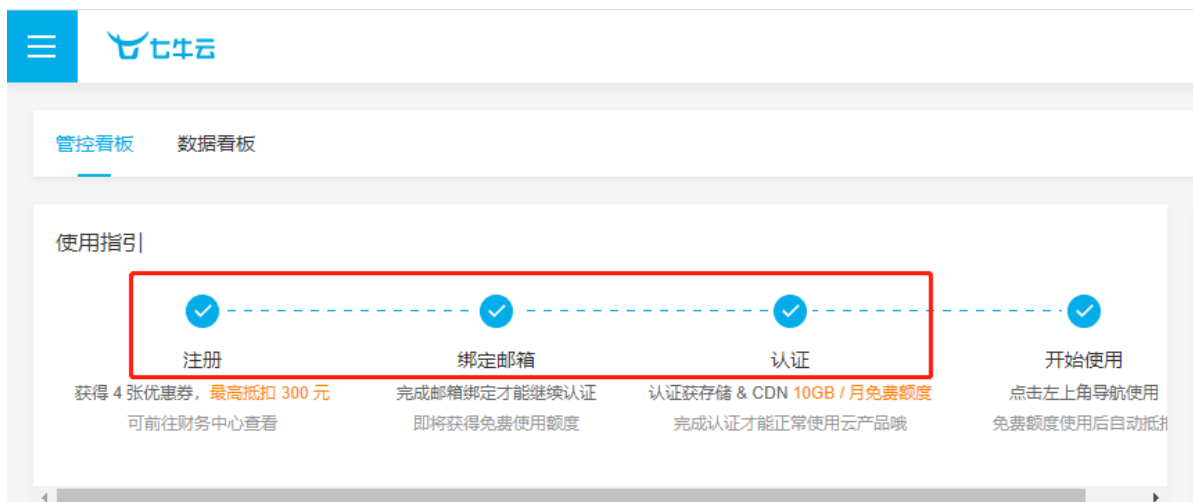 七牛云
管控看板 数据看板
使用指引
注册 绑定邮箱 认证 开始使用
获得 4 张优惠券，最高抵扣 300 元 完成邮箱绑定才能继续认证 认证获存储 & CDN 10GB / 月免费额度 点击左上角导航使用
可前往财务中心查看 即将获得免费使用额度 完成认证才能正常使用云产品哦 免费额度使用后自动抵